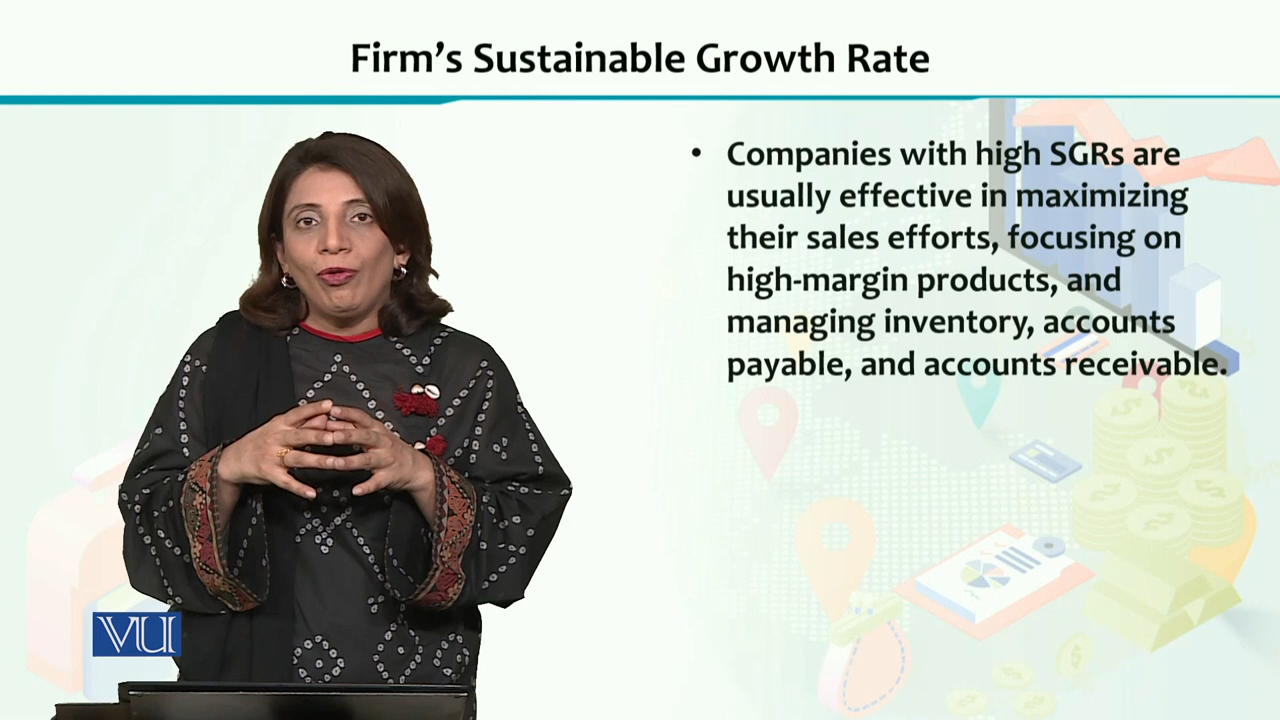 Firm’s Sustainable Growth Rate
• Companies with high SGRs are
usually effective in maximizing
their sales efforts, focusing on
high-margin products, and
managing inventory, accounts
payable, and accounts receivable.
VU